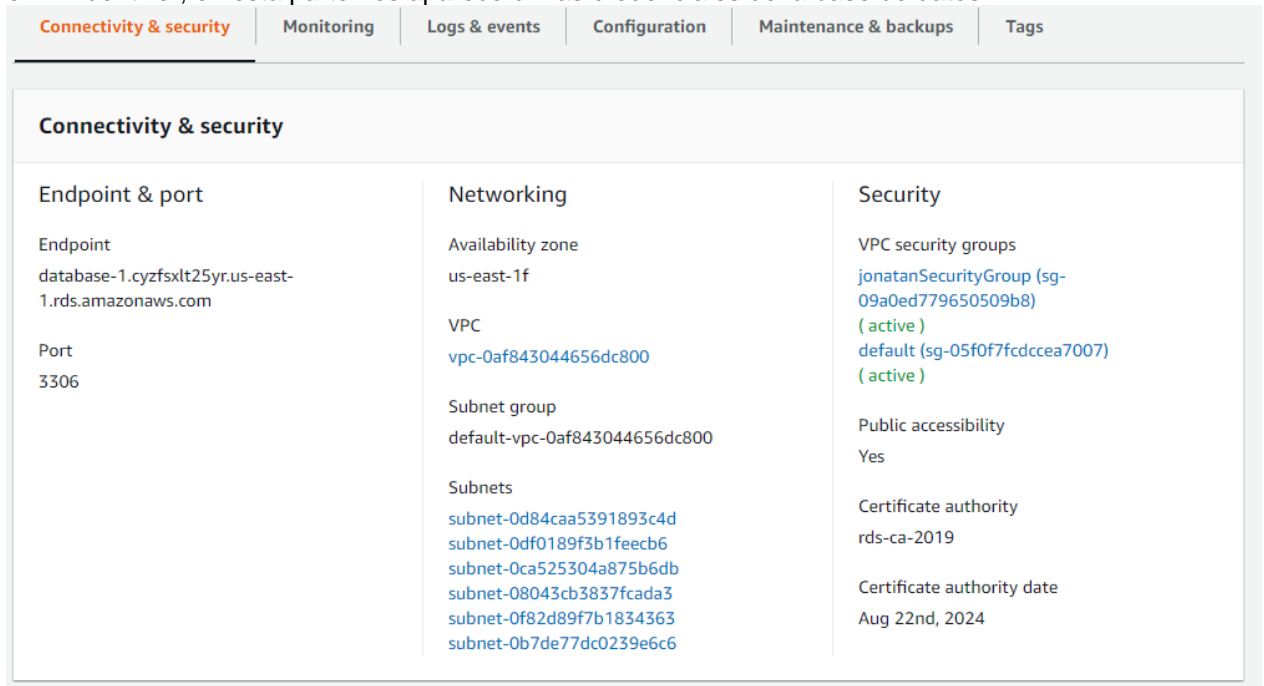 Connectivity & security
Monitoring
Logs & events
Configuration
Maintenance & backups
Tags
Connectivity & security
Endpoint & port
Endpoint
database-1.cyzfsxlt25yr.us-east-
1.rds.amazonaws.com
Port
3306
Networking
Availability zone
us-east-1f
VPC
vpc-0af843044656dc800
Subnet group
default-vpc-0af843044656dc800
Subnets
subnet-0d84caa5391893c4d
subnet-0df0189f3b1feecb6
subnet-0ca525304a875b6db
subnet-08043cb3837fcada3
subnet-0f82d89f7b1834363
subnet-0b7de77dc0239e6c6
Security
VPC security groups
jonatanSecurityGroup (sg-
09a0ed779650509b8)
( active )
default (sg-05f0f7fcdccea7007)
( active )
Public accessibility
Yes
Certificate authority
rds-ca-2019
Certificate authority date
Aug 22nd, 2024